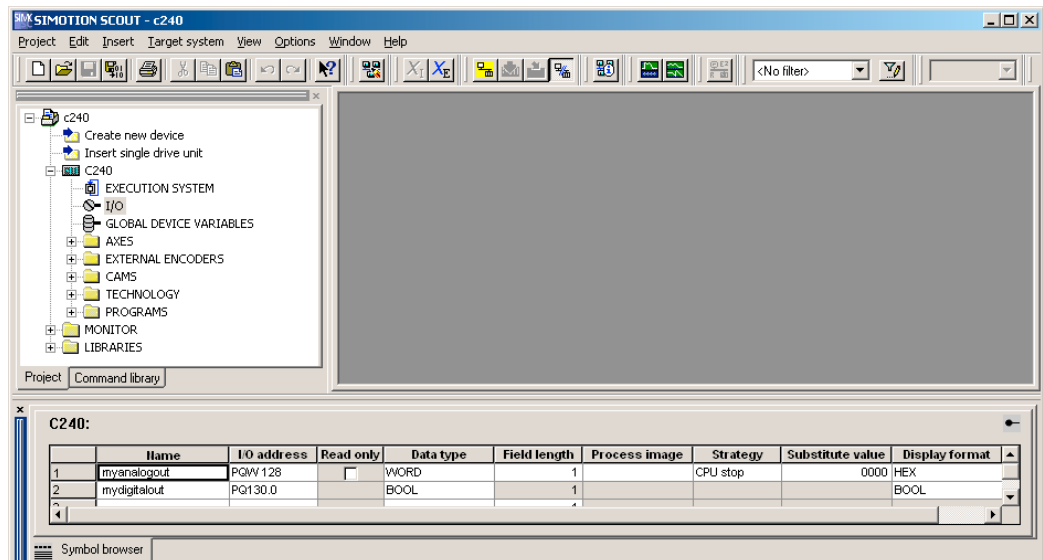 SIMOTION SCOUT - c240
Project Edit Insert Target system View Options Window Help
<No filter>
c240
Create new device
Insert single drive unit
C240
EXECUTION SYSTEM
I/O
GLOBAL DEVICE VARIABLES
AXES
EXTERNAL ENCODERS
CAMS
TECHNOLOGY
PROGRAMS
MONITOR
LIBRARIES
Project Command library
C240:
Name I/O address Read only Data type Field length Process image Strategy Substitute value Display format
1 myanalogout PQW 128 WORD 1 CPU stop 0000 HEX
2 mydigitalout PQ130.0 BOOL 1 BOOL
Symbol browser